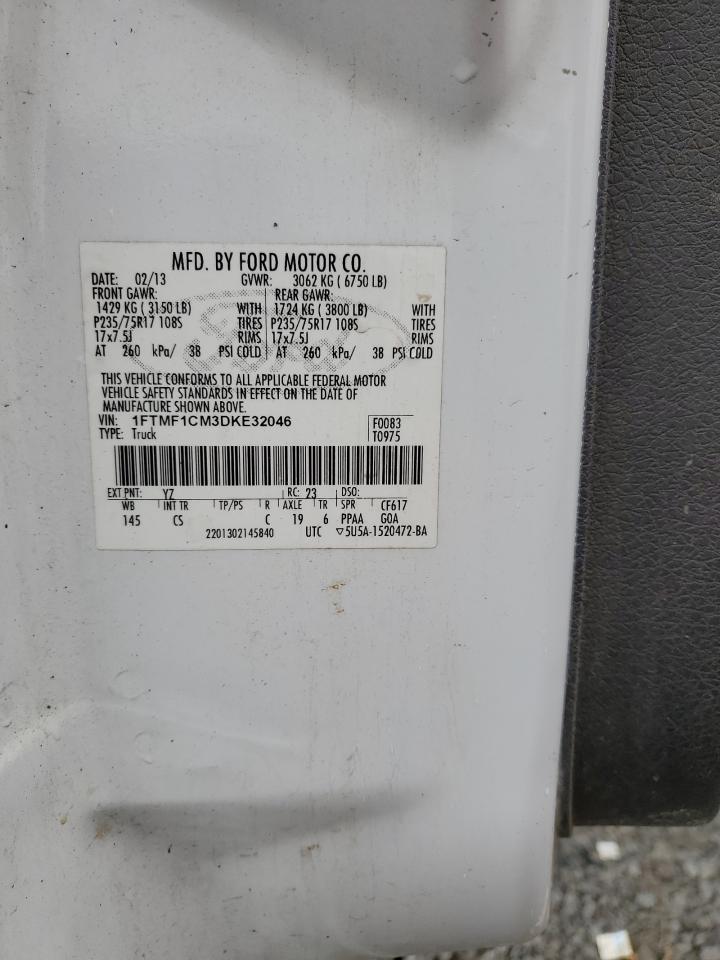 MFD. BY FORD MOTOR CO.
DATE: 02/13 GVWR: 3062 KG ( 6750 LB)
FRONT GAWR: REAR GAWR:
1429 KG ( 3150 LB) WITH 1724 KG ( 3800 LB) WITH
P235/75R17 108S TIRES P235/75R17 108S TIRES
17x7.5J RIMS 17x7.5J RIMS
AT 260 kPa/ 38 PSI COLD AT 260 kPa/ 38 PSI COLD
THIS VEHICLE CONFORMS TO ALL APPLICABLE FEDERAL MOTOR
VEHICLE SAFETY STANDARDS IN EFFECT ON THE DATE OF
MANUFACTURE SHOWN ABOVE.
VIN: 1FTMF1CM3DKE32046 F0083
TYPE: Truck T0975
EXT PNT: YZ RC: 23 DSO:
WB INT TR TP/PS R AXLE TR SPR CF617
145 CS C 19 6 PPAA GOA
2201302145840 UTC ▽5U5A-1520472-BA